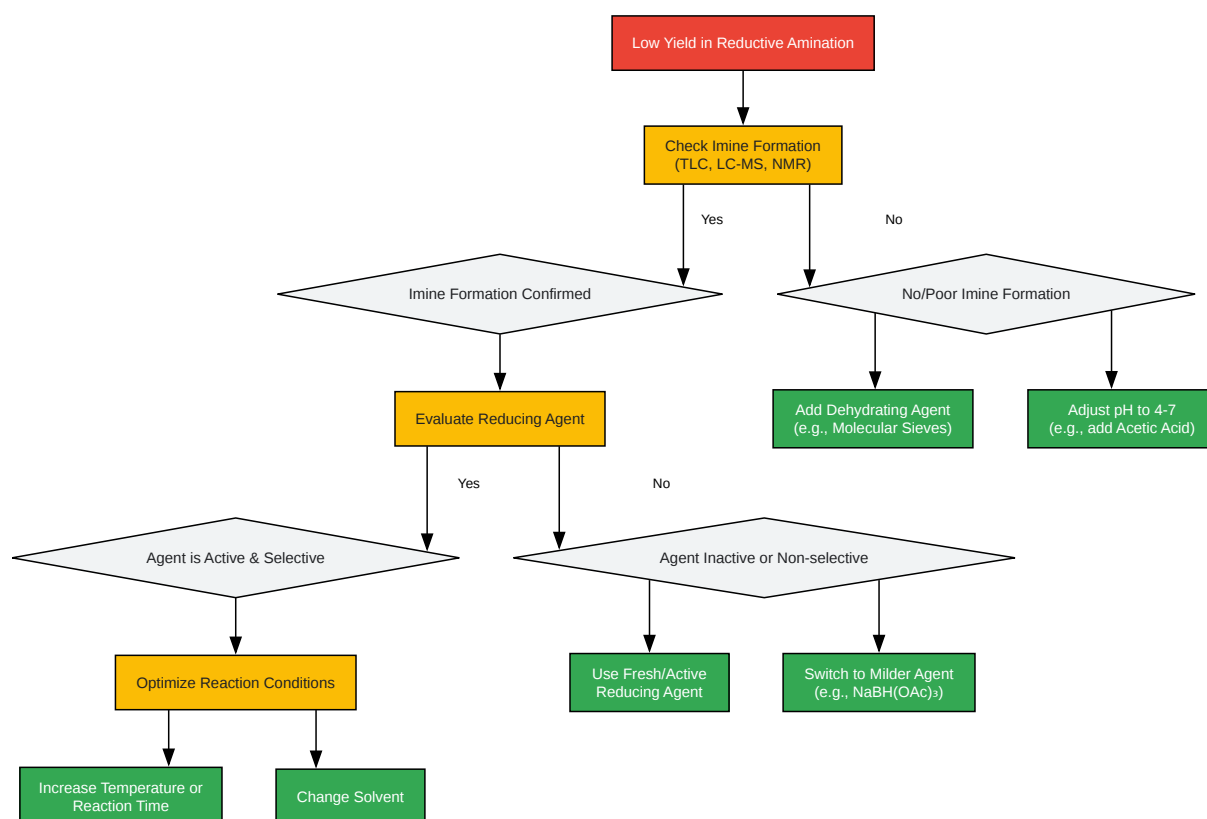 Low Yield in Reductive Amination
Check Imine Formation
(TLC, LC-MS, NMR)
Yes
No
Imine Formation Confirmed
No/Poor Imine Formation
Evaluate Reducing Agent
Add Dehydrating Agent
(e.g., Molecular Sieves)
Adjust pH to 4-7
(e.g., add Acetic Acid)
Yes
No
Agent is Active & Selective
Agent Inactive or Non-selective
Optimize Reaction Conditions
Use Fresh/Active
Reducing Agent
Switch to Milder Agent
(e.g., NaBH(OAc)₃)
Increase Temperature or
Reaction Time
Change Solvent